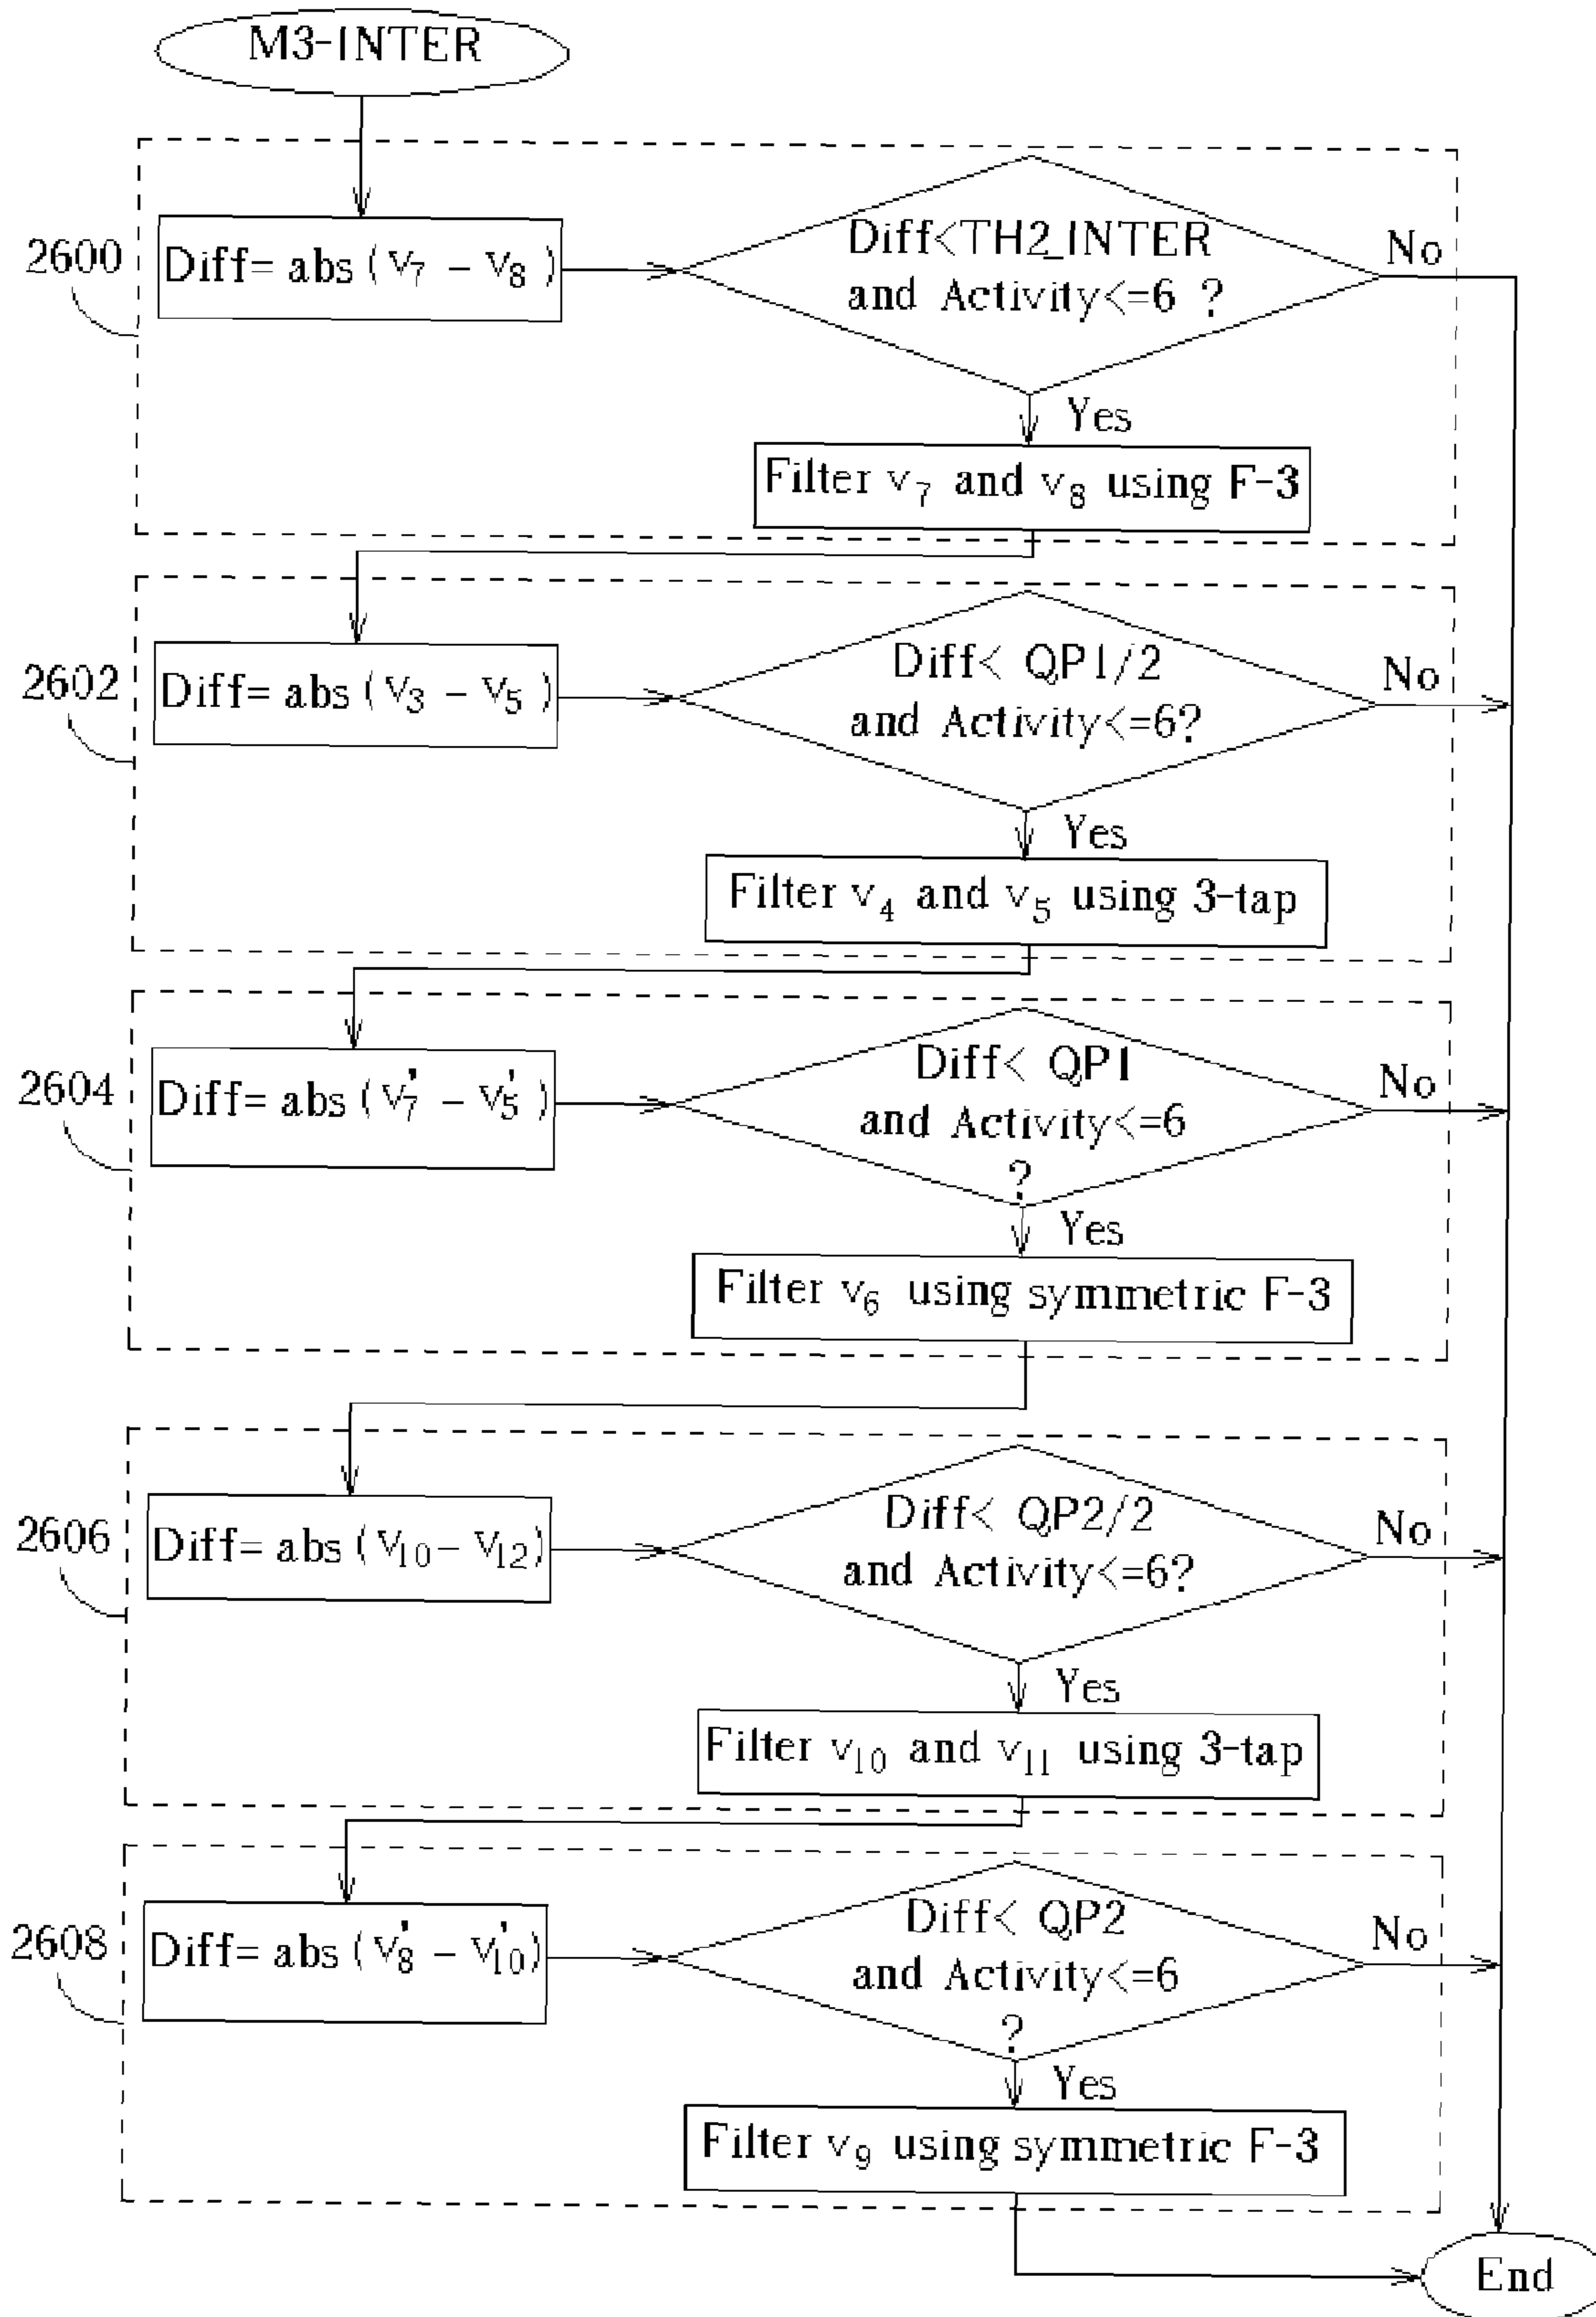 M3-INTER
2600
Diff= abs ( v₇ - v₈ )
Diff<TH2_INTER
and Activity<=6 ?
No
Yes
Filter v₇ and v₈ using F-3
2602
Diff= abs ( v₃ - v₅ )
Diff< QP1/2
and Activity<=6?
No
Yes
Filter v₄ and v₅ using 3-tap
2604
Diff= abs ( v₇' - v₅' )
Diff< QP1
and Activity<=6
?
No
Yes
Filter v₆ using symmetric F-3
2606
Diff= abs ( v₁₀ - v₁₂ )
Diff< QP2/2
and Activity<=6?
No
Yes
Filter v₁₀ and v₁₁ using 3-tap
2608
Diff= abs ( v₈' - v₁₀' )
Diff< QP2
and Activity<=6
?
No
Yes
Filter v₉ using symmetric F-3
End